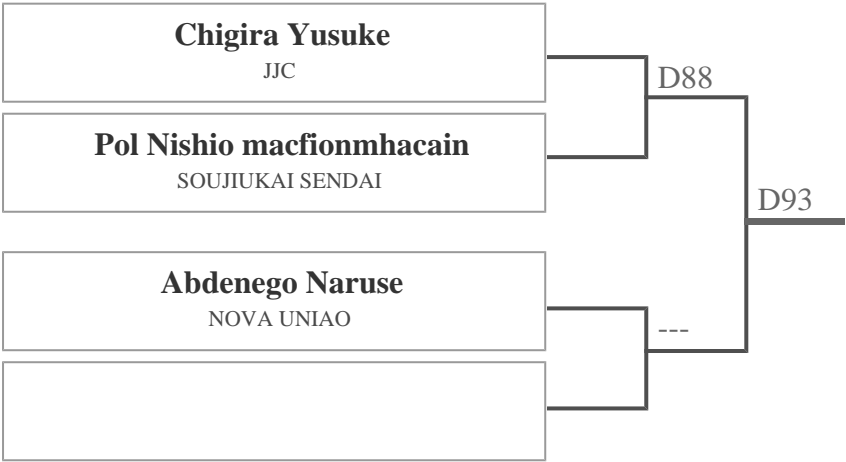 Chigira Yusuke
JJC
D88
Pol Nishio macfionmhacain
SOUJIUKAI SENDAI
D93
Abdenego Naruse
NOVA UNIAO
---